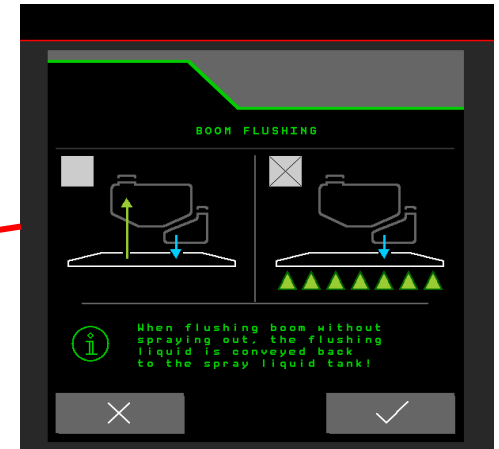 BOOM FLUSHING
When flushing boom without
spraying out. the flushing
liquid is conveyed back
to the spray liquid tank!